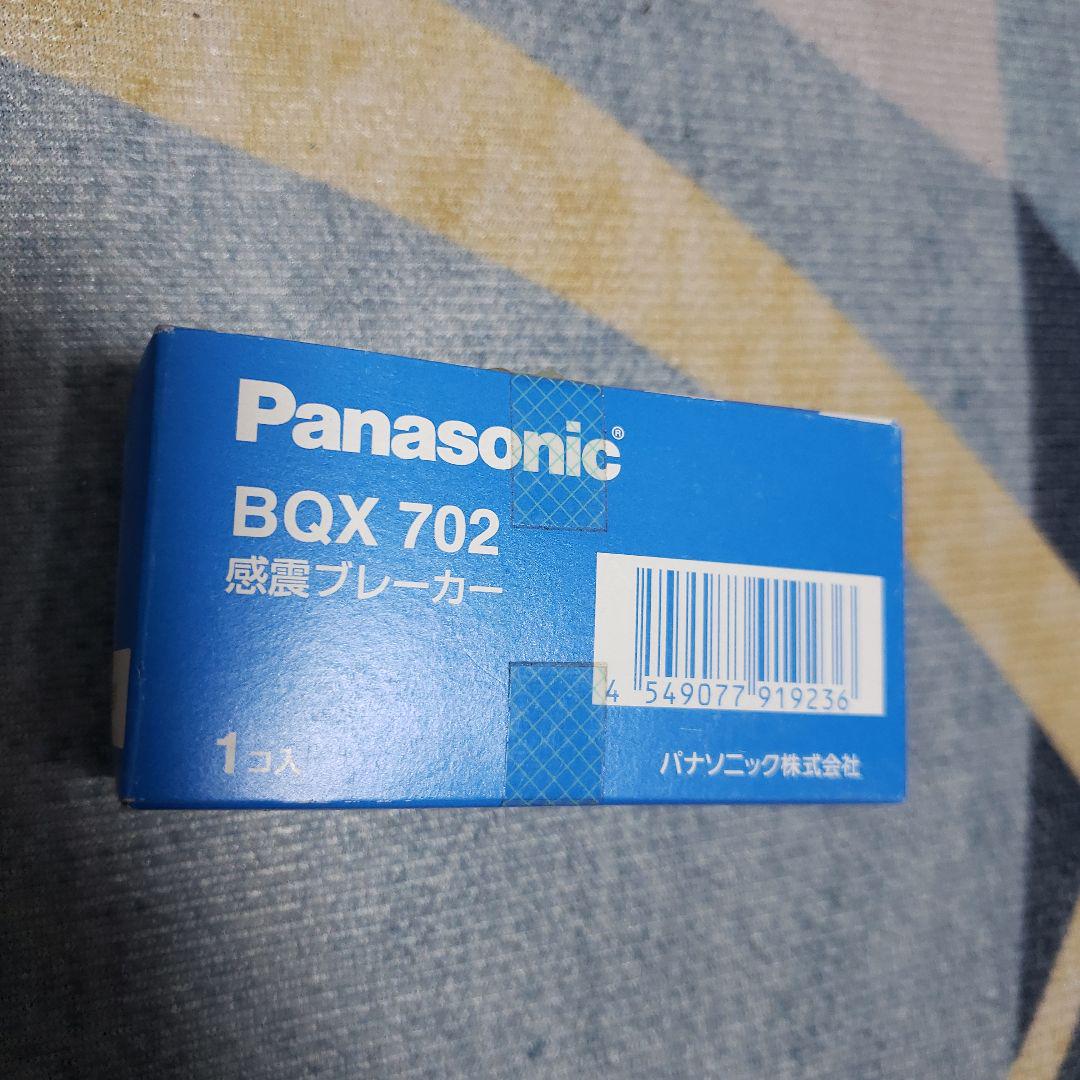 Panasonic®
BQX 702
感震ブレーカー
4 549077 919236
1コ入
パナソニック株式会社